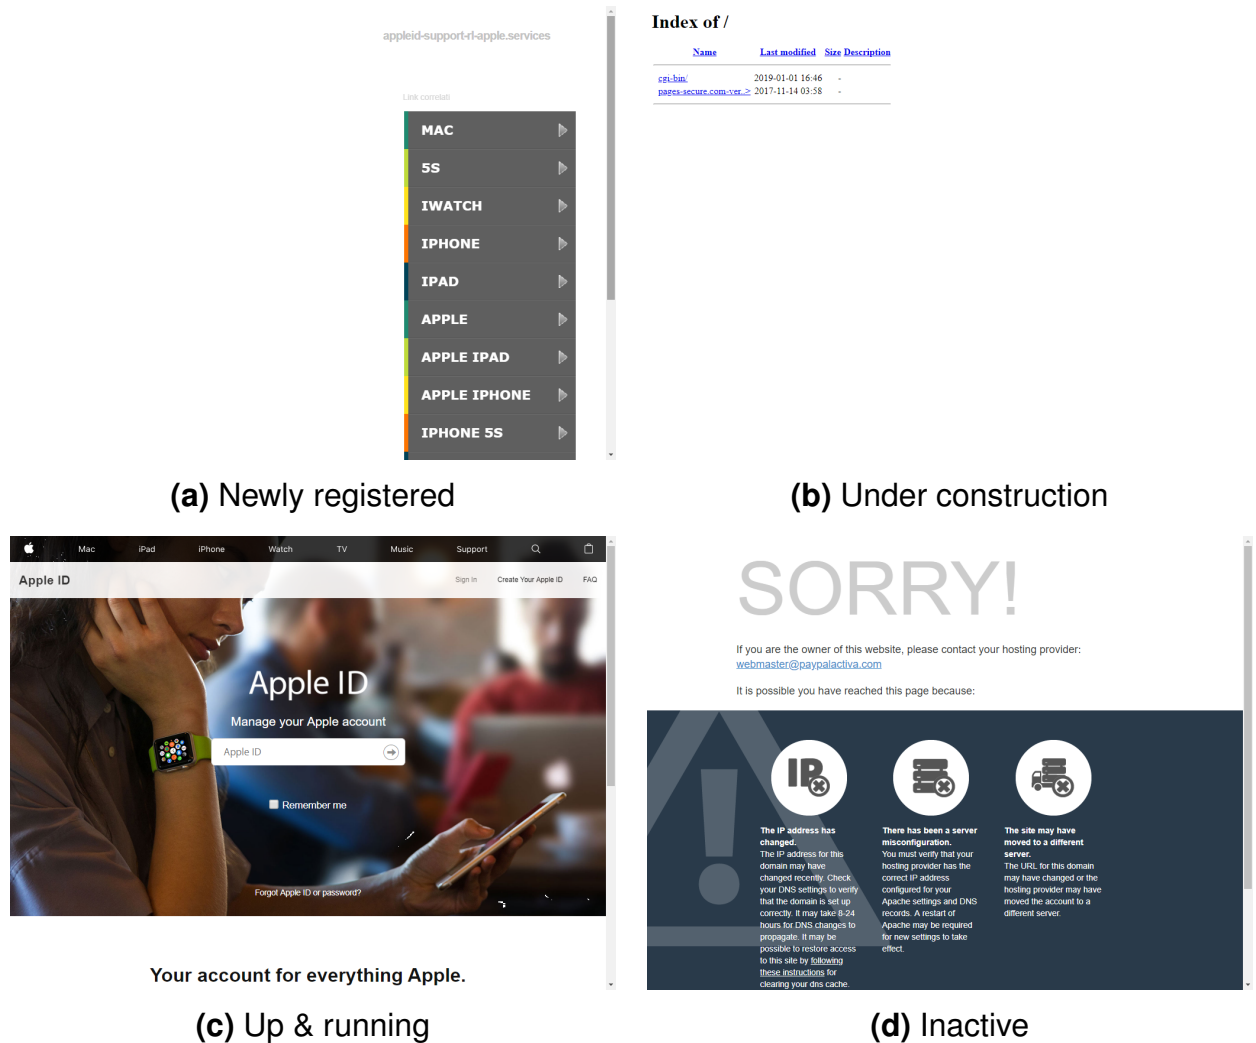 appleid-support-rl-apple.services
Link correlati
MAC
5S
IWATCH
IPHONE
IPAD
APPLE
APPLE IPAD
APPLE IPHONE
IPHONE 5S
(a) Newly registered
Index of /
Name Last modified Size Description
cgi-bin/ 2019-01-01 16:46 -
pages-secure.com-ver..> 2017-11-14 03:58 -
(b) Under construction
Mac iPad iPhone Watch TV Music Support
Apple ID Sign In Create Your Apple ID FAQ
Apple ID
Manage your Apple account
Apple ID
Remember me
Forgot Apple ID or password?
Your account for everything Apple.
(c) Up & running
SORRY!
If you are the owner of this website, please contact your hosting provider:
webmaster@paypalactiva.com
It is possible you have reached this page because:
IP
The IP address has
changed.
The IP address for this
domain may have
changed recently. Check
your DNS settings to verify
that the domain is set up
correctly. It may take 8-24
hours for DNS changes to
propagate. It may be
possible to restore access
to this site by following
these instructions for
clearing your dns cache.
There has been a server
misconfiguration.
You must verify that your
hosting provider has the
correct IP address
configured for your
Apache settings and DNS
records. A restart of
Apache may be required
for new settings to take
effect.
The site may have
moved to a different
server.
The URL for this domain
may have changed or the
hosting provider may have
moved the account to a
different server.
(d) Inactive